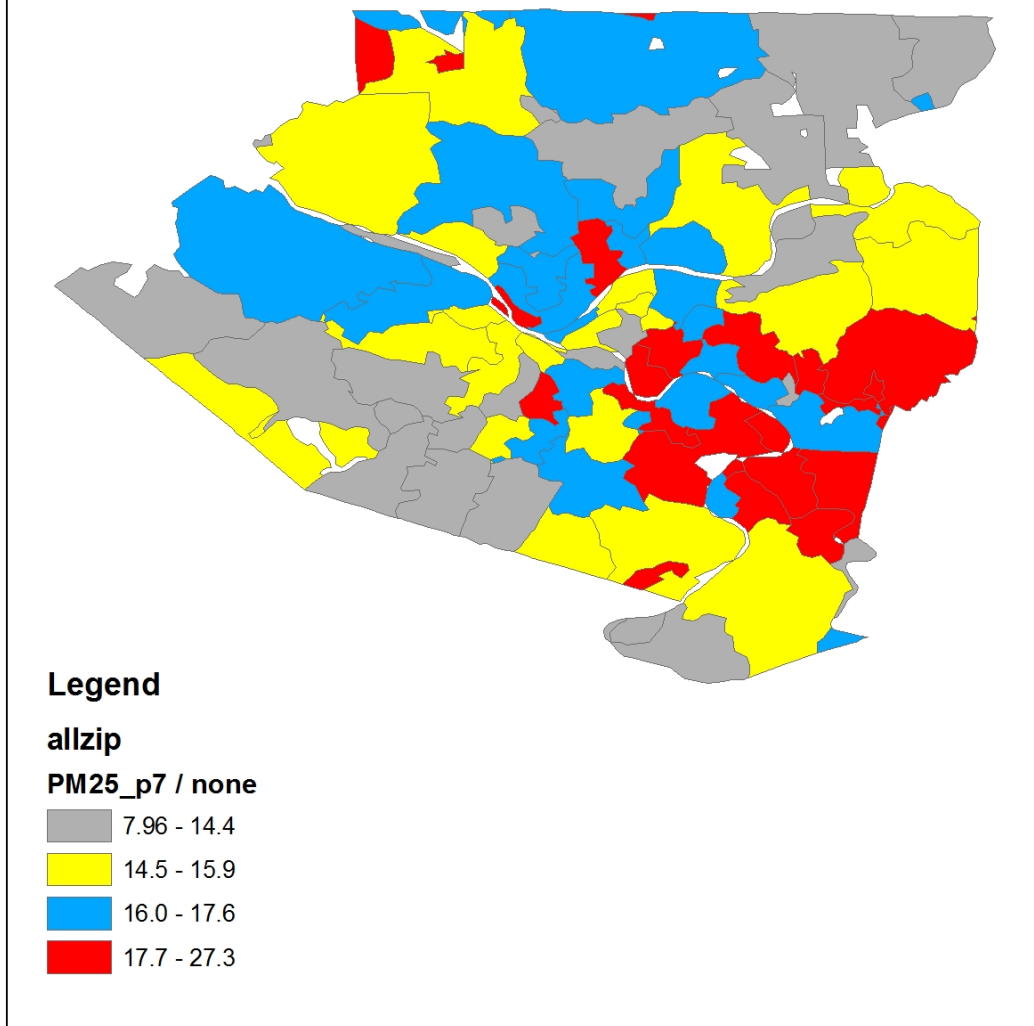 Legend
allzip
PM25_p7 / none
7.96 - 14.4
14.5 - 15.9
16.0 - 17.6
17.7 - 27.3